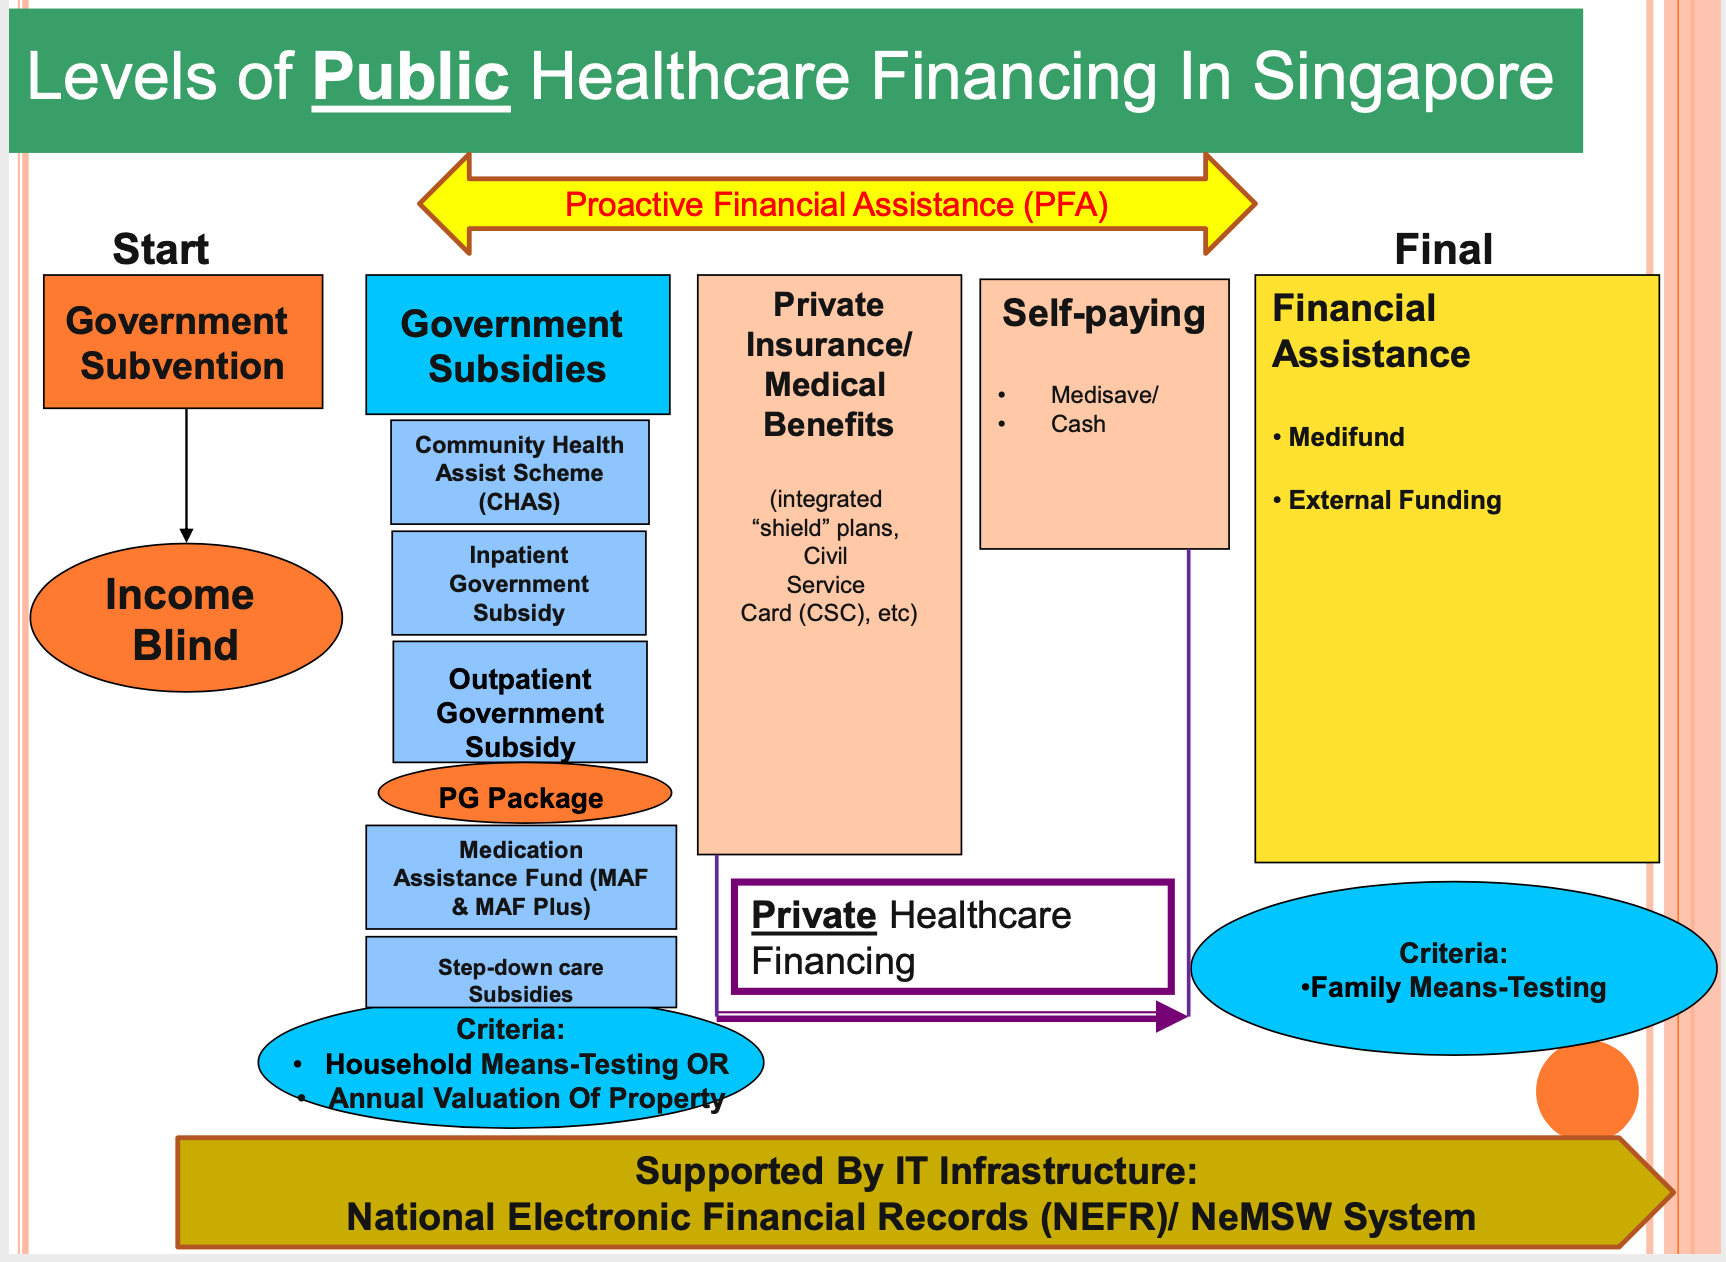 Levels of Public Healthcare Financing In Singapore
Proactive Financial Assistance (PFA)
Start
Final
Government
Subvention
Income
Blind
Government
Subsidies
Community Health
Assist Scheme
(CHAS)
Inpatient
Government
Subsidy
Outpatient
Government
Subsidy
PG Package
Medication
Assistance Fund (MAF
& MAF Plus)
Step-down care
Subsidies
Criteria:
• Household Means-Testing OR
• Annual Valuation Of Property
Private
Insurance/
Medical
Benefits
(integrated
“shield” plans,
Civil
Service
Card (CSC), etc)
Self-paying
• Medisave/
• Cash
Private Healthcare
Financing
Financial
Assistance
• Medifund
• External Funding
Criteria:
•Family Means-Testing
Supported By IT Infrastructure:
National Electronic Financial Records (NEFR)/ NeMSW System